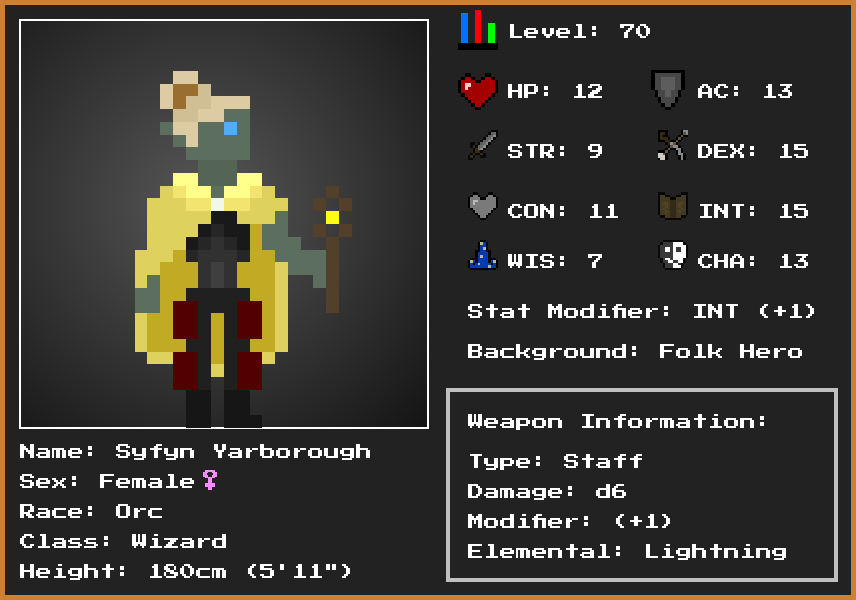 Level: 70
HP: 12 AC: 13
STR: 9 DEX: 15
CON: 11 INT: 15
WIS: 7 CHA: 13
Stat Modifier: INT (+1)
Background: Folk Hero
Weapon Information:
Type: Staff
Damage: d6
Modifier: (+1)
Elemental: Lightning
Name: Syfyn Yarborough
Sex: Female♀
Race: Orc
Class: Wizard
Height: 180cm (5'11")